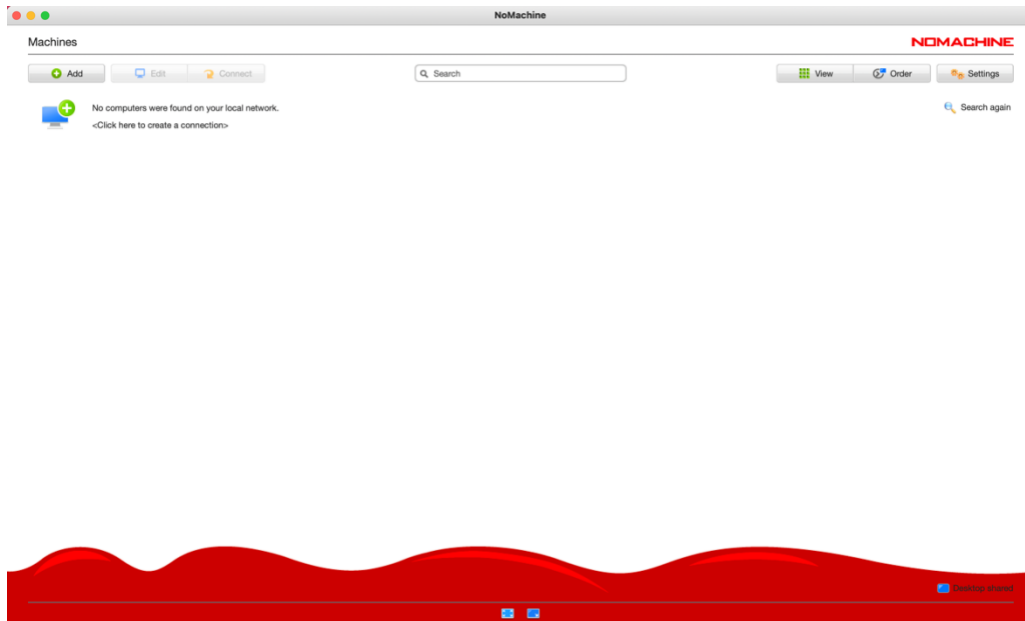 NoMachine
Machines
NOMACHINE
Add Edit Connect Search View Order Settings
No computers were found on your local network.
Search again
<Click here to create a connection>
Desktop shared